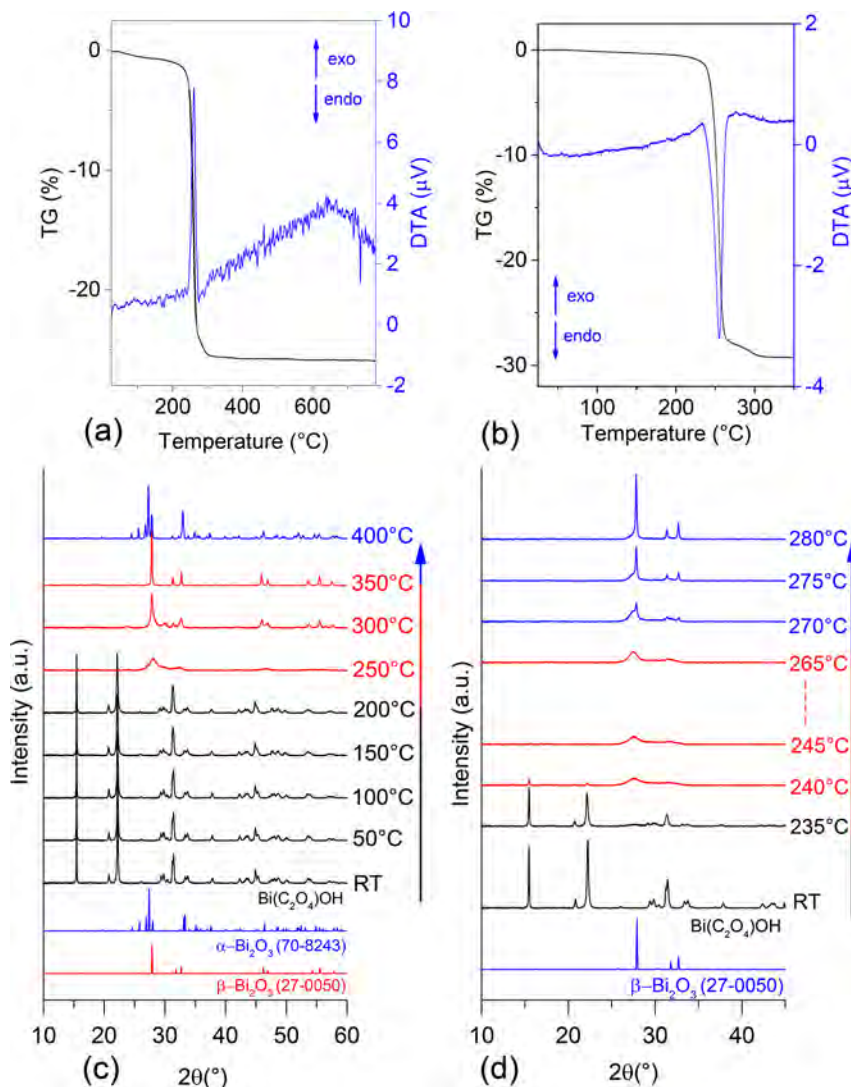 10
2
0
exo
endo
8
0
exo
endo
-5
6
-10
-10
0
4
-15
TG (%)
DTA (µV)
TG (%)
DTA (µV)
2
-20
-2
-20
0
-25
-30
-2
-4
200 400 600
100 200 300
(a) Temperature (°C)
(b) Temperature (°C)
400°C
350°C
300°C
250°C
200°C
150°C
100°C
50°C
RT
Bi(C₂O₄)OH
α–Bi₂O₃ (70-8243)
β–Bi₂O₃ (27-0050)
Intensity (a.u.)
10 20 30 40 50 60
(c) 2θ(°)
280°C
275°C
270°C
265°C
245°C
240°C
235°C
RT
Bi(C₂O₄)OH
β–Bi₂O₃ (27-0050)
Intensity (a.u.)
10 20 30 40
(d) 2θ(°)